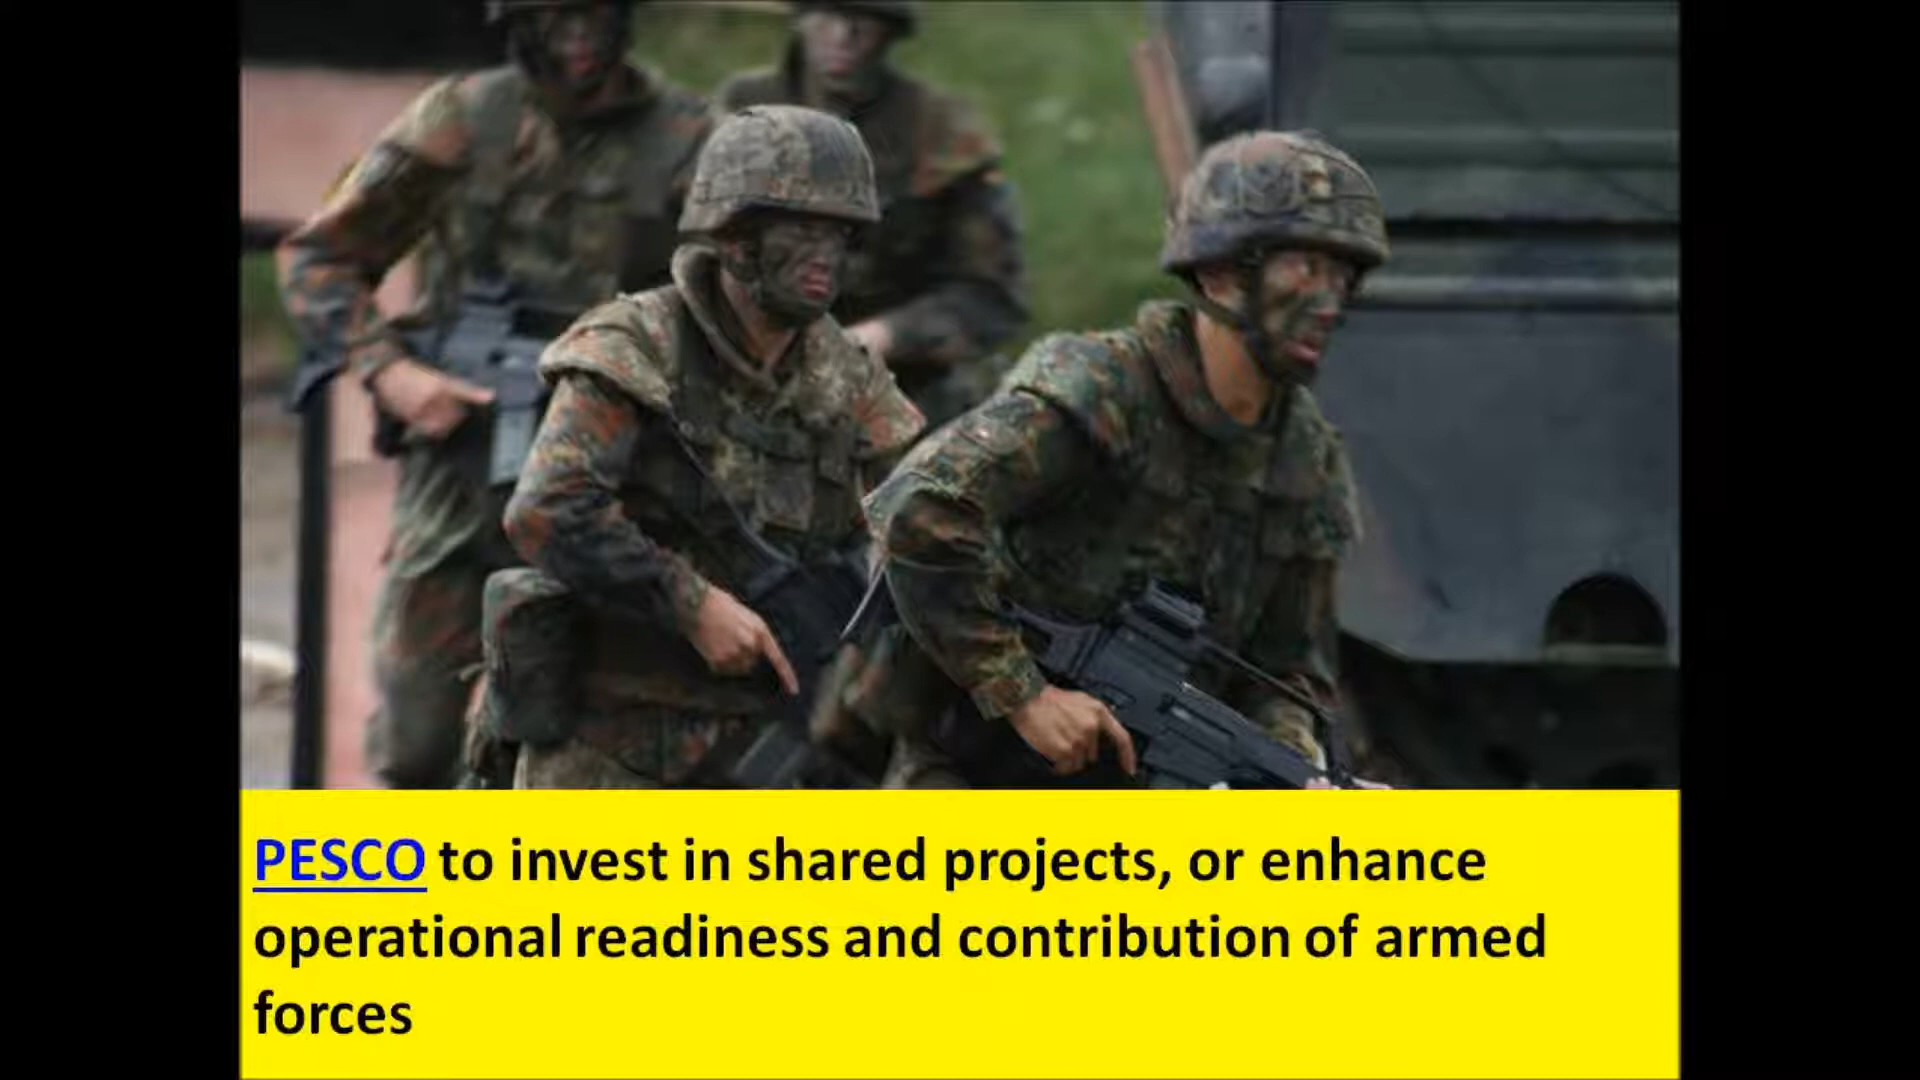 PESCO to invest in shared projects, or enhance
operational readiness and contribution of armed
forces